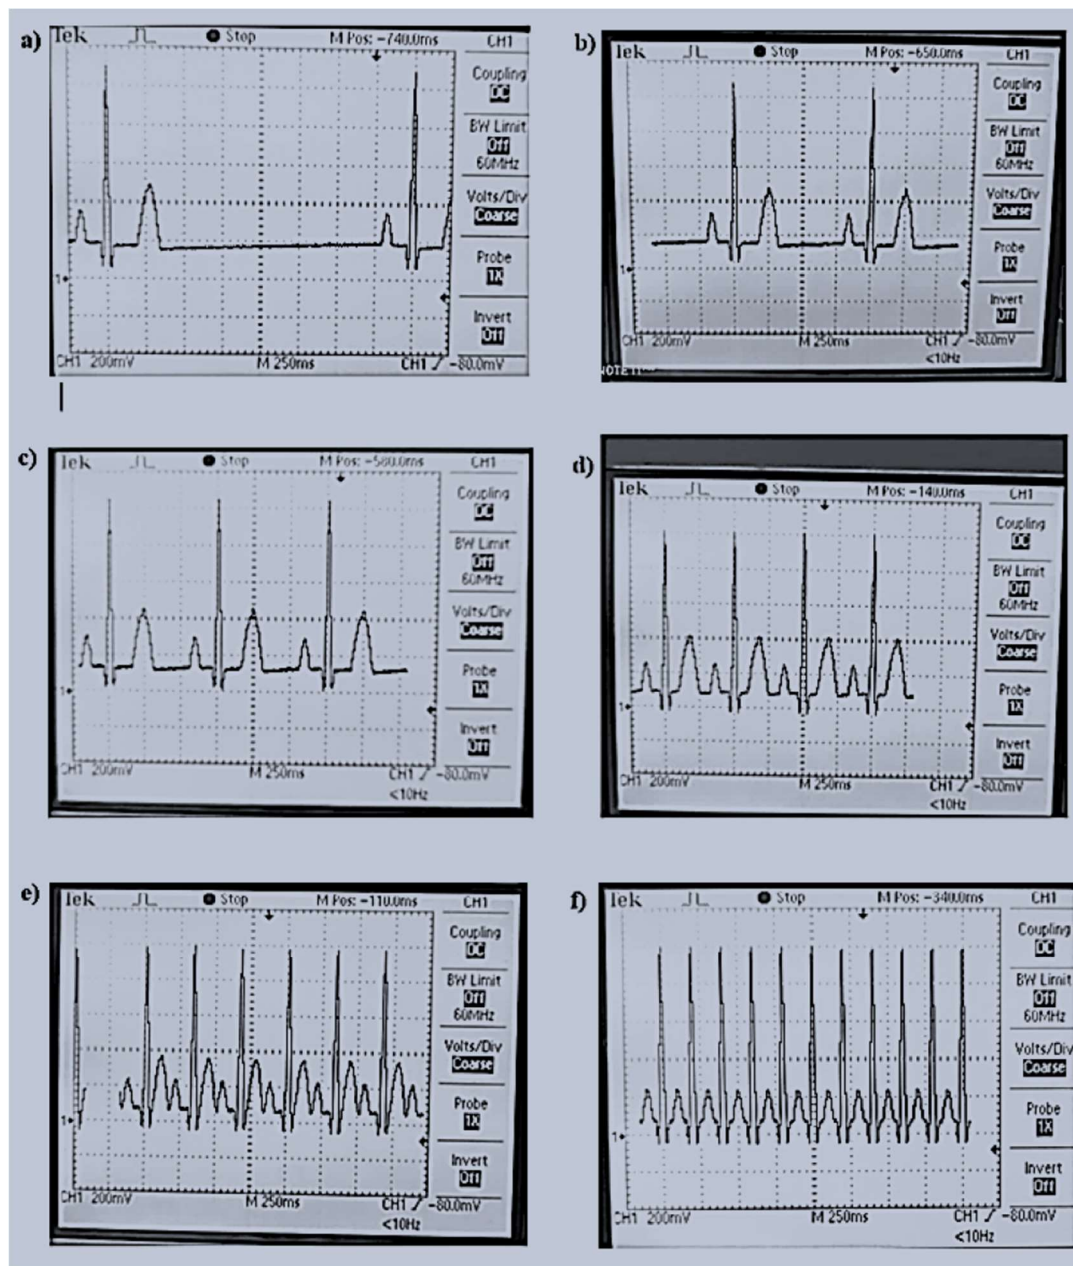 a)
Tek
Stop
M Pos: -740.0ms
CH1
Coupling
DC
BW Limit
Off
60MHz
Volts/Div
Coarse
Probe
1X
Invert
Off
1
CH1 200mV
M 250ms
CH1 -80.0mV
b)
Tek
Stop
M Pos: -650.0ms
CH1
Coupling
DC
BW Limit
Off
60MHz
Volts/Div
Coarse
Probe
1X
Invert
Off
1
CH1 200mV
M 250ms
CH1 -80.0mV
<10Hz
c)
Tek
Stop
M Pos: -580.0ms
CH1
Coupling
DC
BW Limit
Off
60MHz
Volts/Div
Coarse
Probe
1X
Invert
Off
1
CH1 200mV
M 250ms
CH1 -80.0mV
<10Hz
d)
Tek
Stop
M Pos: -140.0ms
CH1
Coupling
DC
BW Limit
Off
60MHz
Volts/Div
Coarse
Probe
1X
Invert
Off
1
CH1 200mV
M 250ms
CH1 -80.0mV
<10Hz
e)
Tek
Stop
M Pos: -110.0ms
CH1
Coupling
DC
BW Limit
Off
60MHz
Volts/Div
Coarse
Probe
1X
Invert
Off
1
CH1 200mV
M 250ms
CH1 -80.0mV
<10Hz
f)
Tek
Stop
M Pos: -340.0ms
CH1
Coupling
DC
BW Limit
Off
60MHz
Volts/Div
Coarse
Probe
1X
Invert
Off
1
CH1 200mV
M 250ms
CH1 -80.0mV
<10Hz